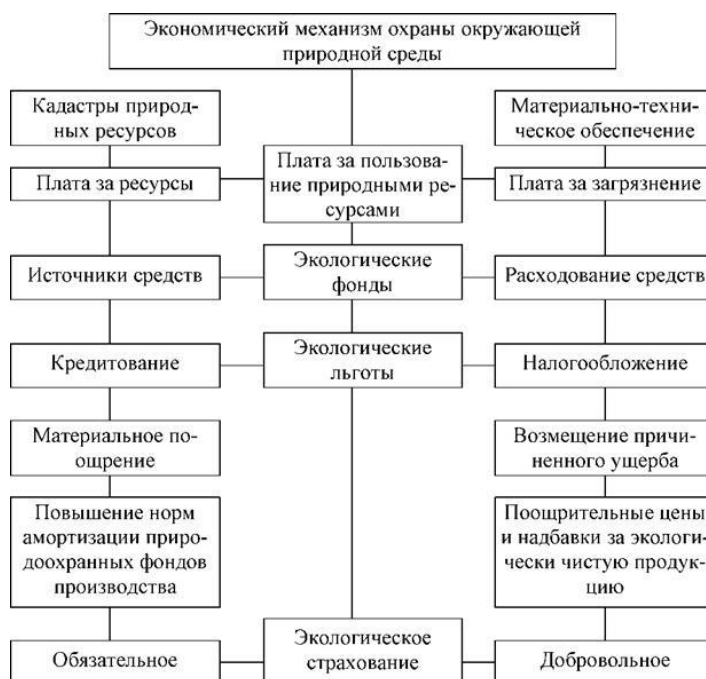 Экономический механизм охраны окружающей
природной среды
Кадастры природ-
ных ресурсов
Материально-техни-
ческое обеспечение
Плата за ресурсы
Плата за пользова-
ние природными ре-
сурсами
Плата за загрязнение
Источники средств
Экологические
фонды
Расходование средств
Кредитование
Экологические
льготы
Налогообложение
Материальное по-
ощрение
Возмещение причи-
ненного ущерба
Повышение норм
амортизации приро-
доохранных фондов
производства
Поощрительные цены
и надбавки за экологи-
чески чистую продук-
цию
Обязательное
Экологическое
страхование
Добровольное